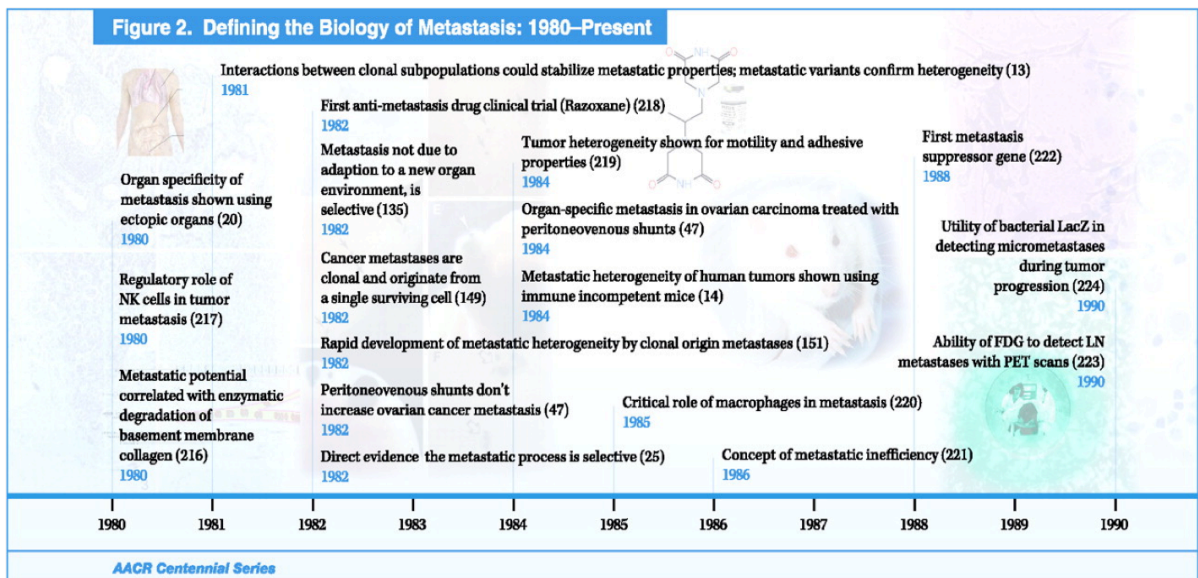 Figure 2. Defining the Biology of Metastasis: 1980–Present
Interactions between clonal subpopulations could stabilize metastatic properties; metastatic variants confirm heterogeneity (13)
1981
First anti-metastasis drug clinical trial (Razoxane) (218)
1982
Organ specificity of
metastasis shown using
ectopic organs (20)
1980
Regulatory role of
NK cells in tumor
metastasis (217)
1980
Metastatic potential
correlated with enzymatic
degradation of
basement membrane
collagen (216)
1980
Metastasis not due to
adaption to a new organ
environment, is
selective (135)
1982
Cancer metastases are
clonal and originate from
a single surviving cell (149)
1982
Rapid development of metastatic heterogeneity by clonal origin metastases (151)
1982
Peritoneovenous shunts don't
increase ovarian cancer metastasis (47)
1982
Direct evidence the metastatic process is selective (25)
1982
Tumor heterogeneity shown for motility and adhesive
properties (219)
1984
Organ-specific metastasis in ovarian carcinoma treated with
peritoneovenous shunts (47)
1984
Metastatic heterogeneity of human tumors shown using
immune incompetent mice (14)
1984
Critical role of macrophages in metastasis (220)
1985
Concept of metastatic inefficiency (221)
1986
First metastasis
suppressor gene (222)
1988
Utility of bacterial LacZ in
detecting micrometastases
during tumor
progression (224)
1990
Ability of FDG to detect LN
metastases with PET scans (223)
1990
O NH O
N
O NH O
1980 1981 1982 1983 1984 1985 1986 1987 1988 1989 1990
AACR Centennial Series